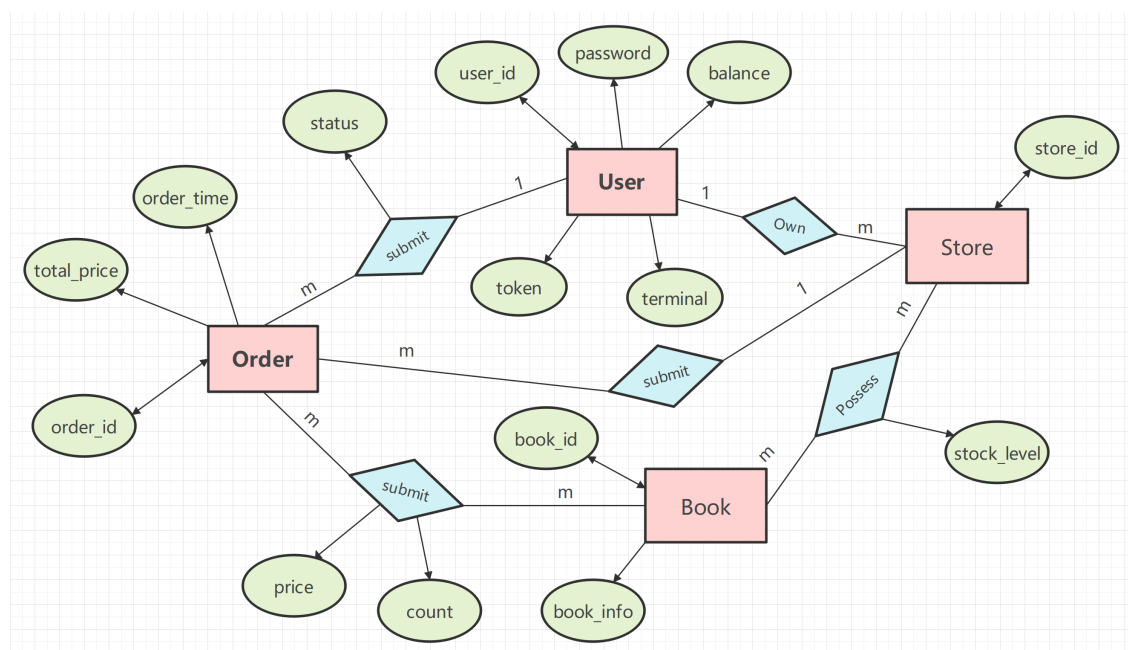 password
user_id
balance
status
store_id
1
User
1
order_time
Own
m
submit
Store
total_price
token
m
1
terminal
m
m
Order
submit
Possess
m
order_id
book_id
m
stock_level
submit
m
Book
price
count
book_info